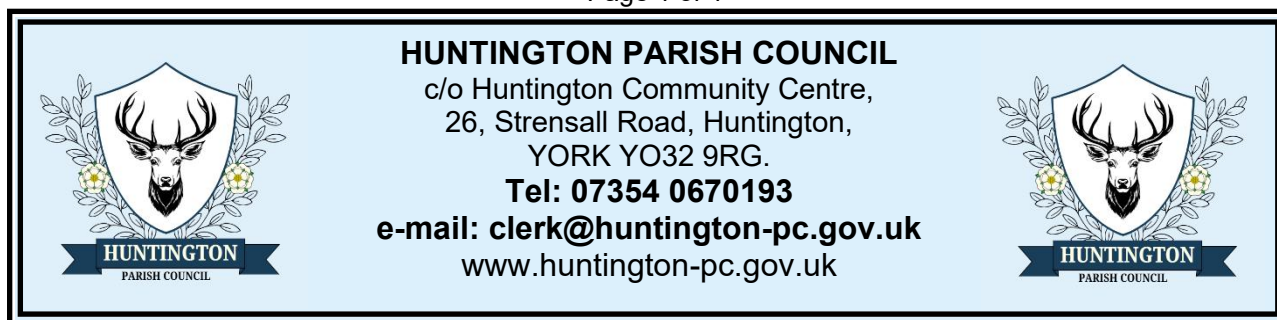 HUNTINGTON PARISH COUNCIL
c/o Huntington Community Centre,
26, Strensall Road, Huntington,
YORK YO32 9RG.
Tel: 07354 0670193
e-mail: clerk@huntington-pc.gov.uk
www.huntington-pc.gov.uk
HUNTINGTON
PARISH COUNCIL
HUNTINGTON
PARISH COUNCIL